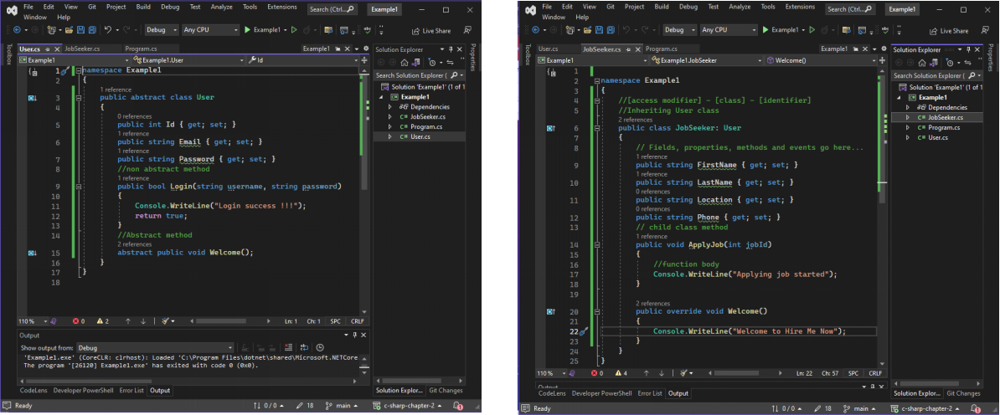 File Edit View Git Project Build Debug Test Analyze Tools Extensions Search (Ctrl... Example1
Window Help
Debug Any CPU Example1 Live Share
User.cs JobSeeker.cs Program.cs Example1
Example1 Example1.User Id
1 namespace Example1
2 {
1 reference
3 public abstract class User
4 {
0 references
5 public int Id { get; set; }
1 reference
6 public string Email { get; set; }
1 reference
7 public string Password { get; set; }
8 //non abstract method
1 reference
9 public bool Login(string username, string password)
10 {
11 Console.WriteLine("Login success !!!");
12 return true;
13 }
14 //Abstract method
2 references
15 abstract public void Welcome();
16 }
17 }
18
110 % 0 2 Ln: 1 Ch: 1 SPC CRLF
Output
Show output from: Debug
'Example1.exe' (CoreCLR: clrhost): Loaded 'C:\Program Files\dotnet\shared\Microsoft.NETCore
The program '[26120] Example1.exe' has exited with code 0 (0x0).
CodeLens Developer PowerShell Error List Output
Toolbox
Solution Explorer
Search Solution Explorer (
Solution 'Example1' (1 of 1
Example1
Dependencies
C# JobSeeker.cs
C# Program.cs
C# User.cs
Solution Explor... Git Changes
Properties
Ready 0 / 0 18 main c-sharp-chapter-2 1
File Edit View Git Project Build Debug Test Analyze Tools Extensions Search (Ctrl... Example1
Window Help
Debug Any CPU Example1 Live Share
User.cs JobSeeker.cs Program.cs Example1
Example1 Example1.JobSeeker Welcome()
1
2 namespace Example1
3 {
4 //[access modifier] - [class] - [identifier]
5 //Inheriting User class
2 references
6 public class JobSeeker: User
7 {
8 // Fields, properties, methods and events go here...
1 reference
9 public string FirstName { get; set; }
1 reference
10 public string LastName { get; set; }
0 references
11 public string Location { get; set; }
0 references
12 public string Phone { get; set; }
13 // child class method
1 reference
14 public void ApplyJob(int jobId)
15 {
16 //function body
17 Console.WriteLine("Applying job started");
18 }
19
2 references
20 public override void Welcome()
21 {
22 Console.WriteLine("Welcome to Hire Me Now");
23 }
24 }
25 }
110 % 0 4 Ln: 22 Ch: 57 SPC CRLF
Output
CodeLens Developer PowerShell Error List Output
Toolbox
Solution Explorer
Search Solution Explorer (
Solution 'Example1' (1 of 1
Example1
Dependencies
C# JobSeeker.cs
C# Program.cs
C# User.cs
Solution Explor... Git Changes
Properties
Ready 0 / 0 18 main c-sharp-chapter-2 1